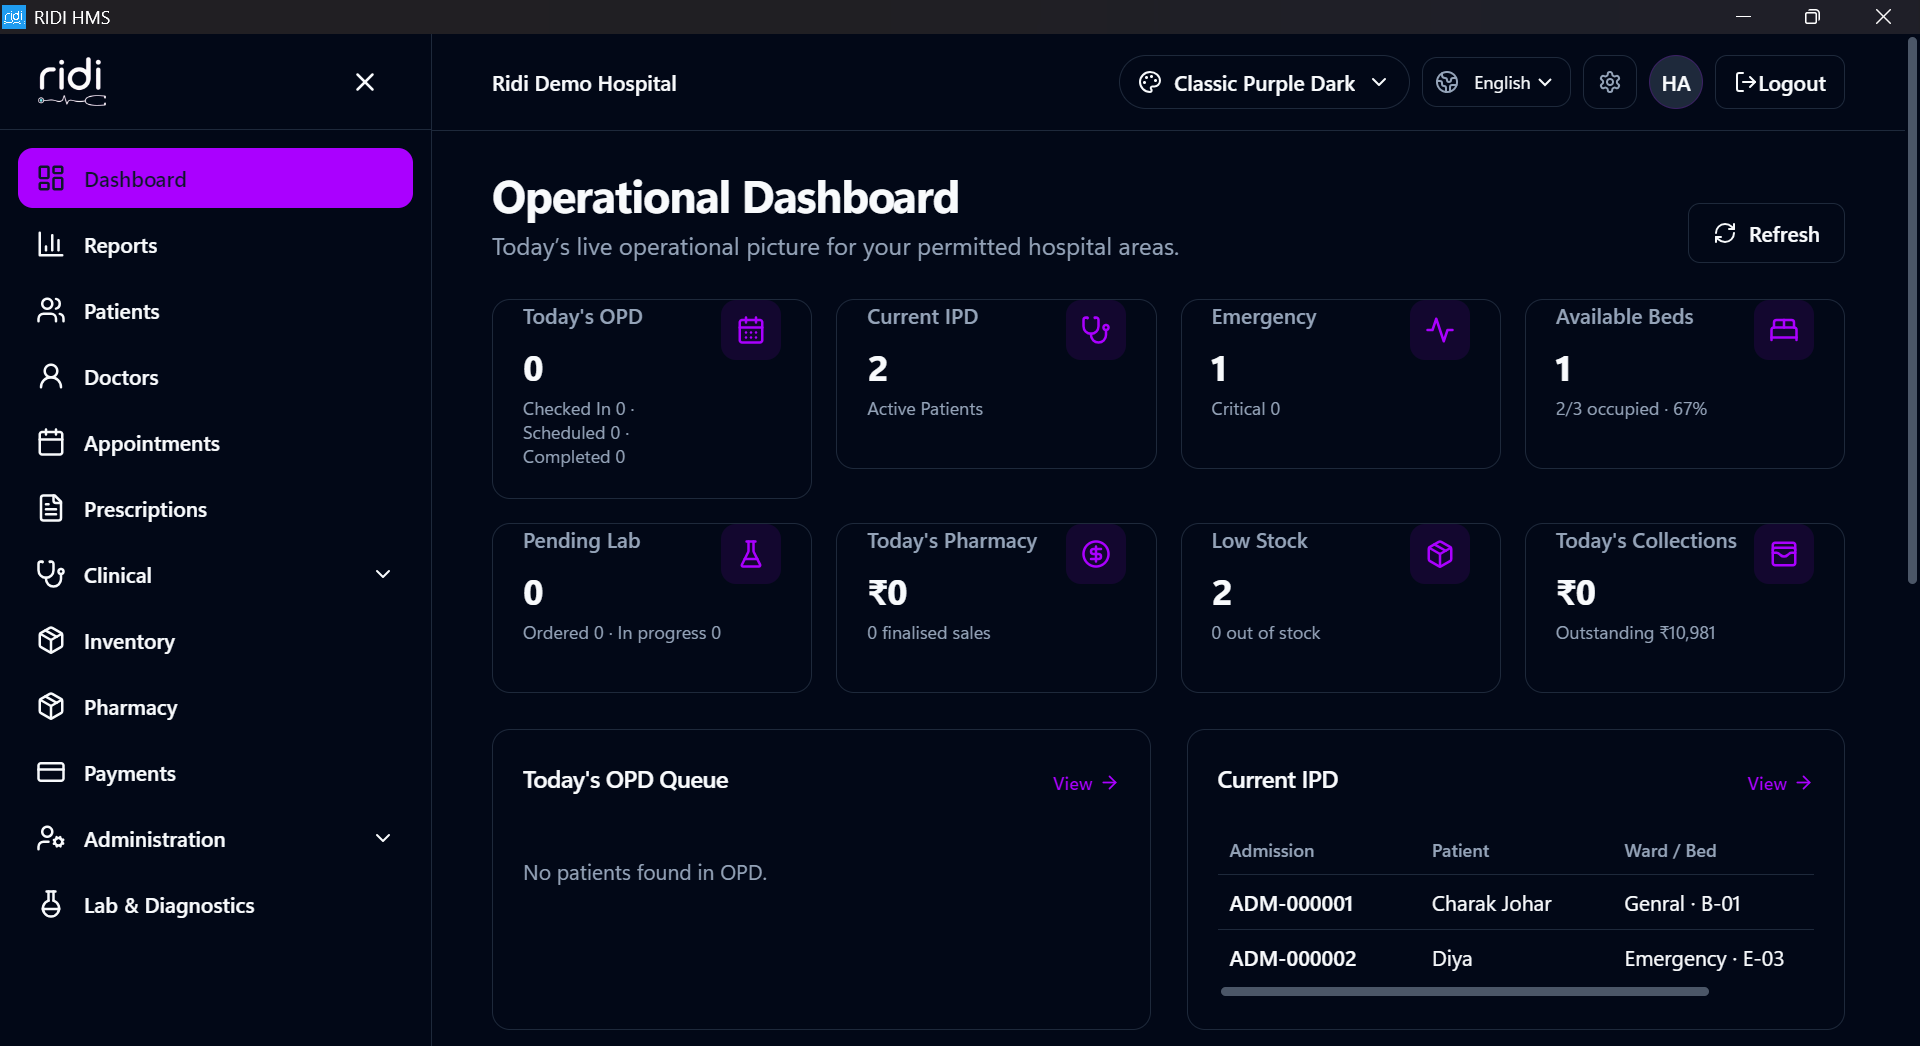 ridi RIDI HMS
ridi
Ridi Demo Hospital
Classic Purple Dark
English
HA
Logout
Dashboard
Reports
Patients
Doctors
Appointments
Prescriptions
Clinical
Inventory
Pharmacy
Payments
Administration
Lab & Diagnostics
Operational Dashboard
Today's live operational picture for your permitted hospital areas.
Refresh
Today's OPD
0
Checked In 0 ·
Scheduled 0 ·
Completed 0
Current IPD
2
Active Patients
Emergency
1
Critical 0
Available Beds
1
2/3 occupied · 67%
Pending Lab
0
Ordered 0 · In progress 0
Today's Pharmacy
₹0
0 finalised sales
Low Stock
2
0 out of stock
Today's Collections
₹0
Outstanding ₹10,981
Today's OPD Queue
View →
No patients found in OPD.
Current IPD
View →
Admission Patient Ward / Bed
ADM-000001 Charak Johar Genral · B-01
ADM-000002 Diya Emergency · E-03